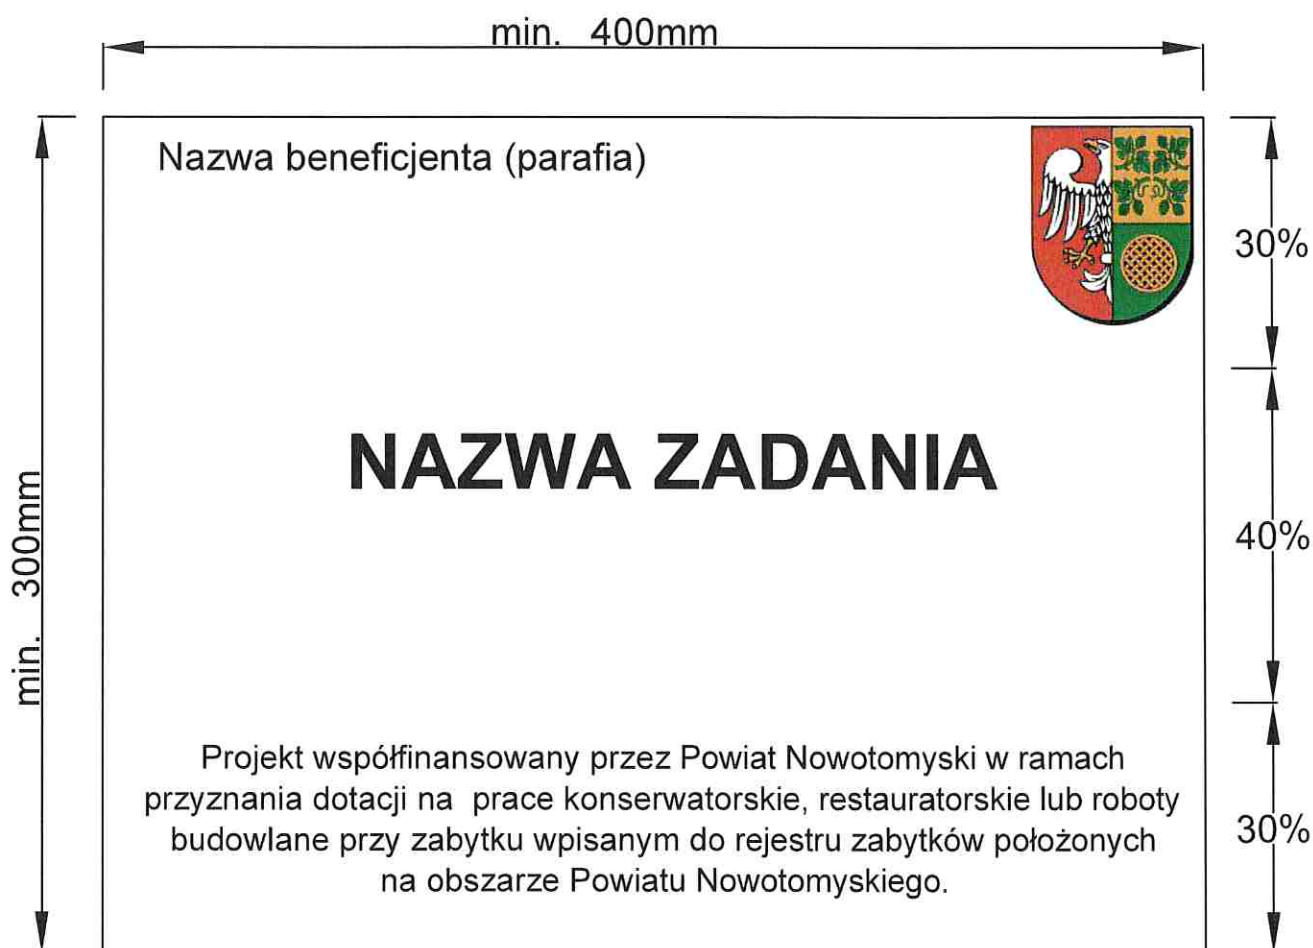 min. 400mm
Nazwa beneficjenta (parafia)
30%
NAZWA ZADANIA
min. 300mm
40%
Projekt współfinansowany przez Powiat Nowotomyski w ramach
przyznania dotacji na prace konserwatorskie, restauratorskie lub roboty
budowlane przy zabytku wpisanym do rejestru zabytków położonych
na obszarze Powiatu Nowotomyskiego.
30%